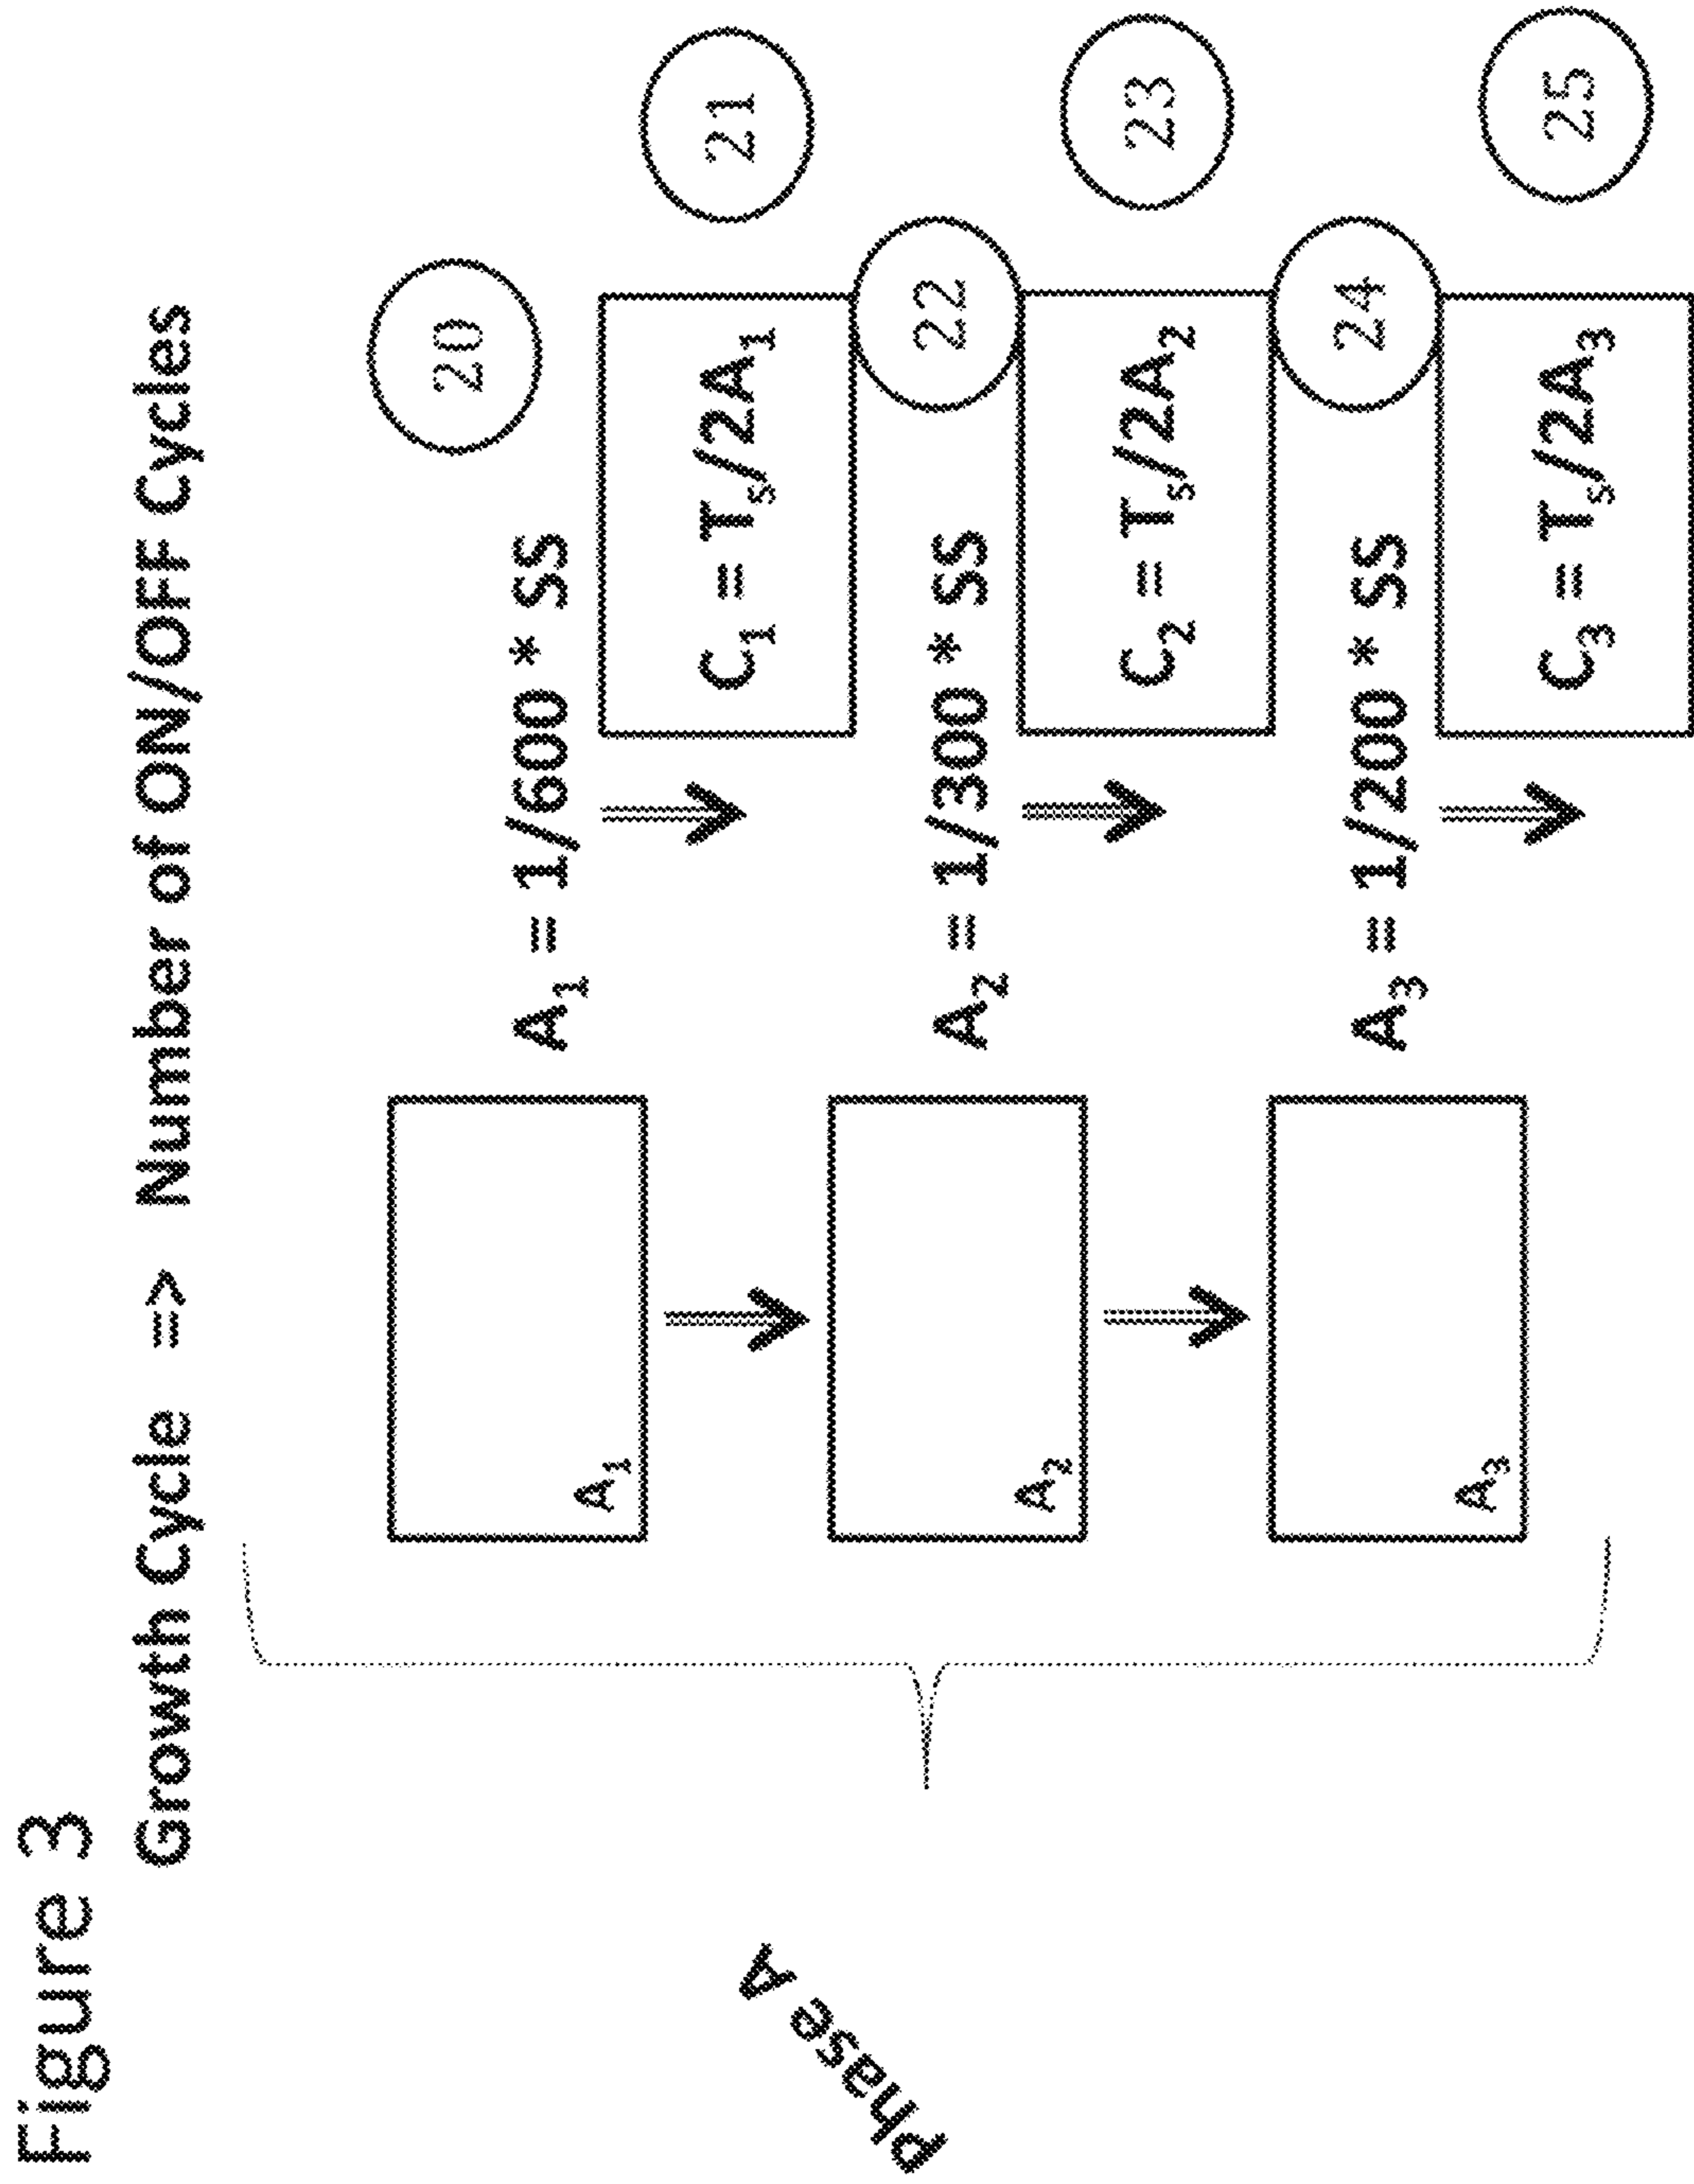 Figure 3
Growth Cycle => Number of ON/OFF Cycles
Phase A
20
A₁
A₁ = 1/600 * SS
C₁ = Tₛ/2A₁
21
22
A₂
A₂ = 1/300 * SS
C₂ = Tₛ/2A₂
23
24
A₃
A₃ = 1/200 * SS
C₃ = Tₛ/2A₃
25